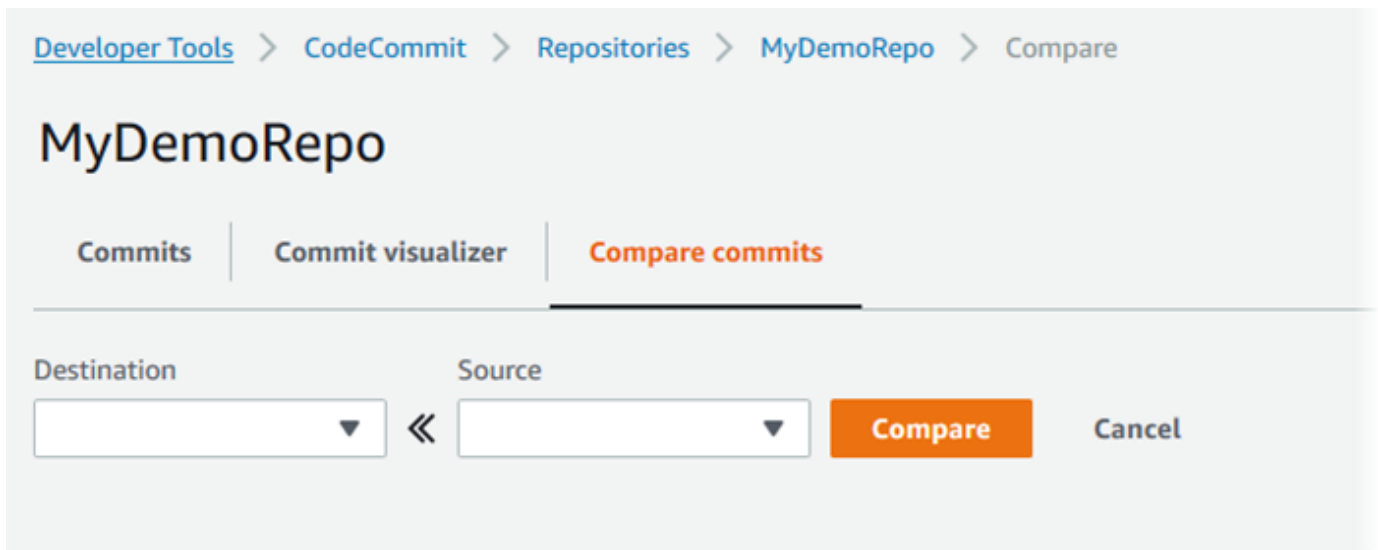 Developer Tools > CodeCommit > Repositories > MyDemoRepo > Compare
MyDemoRepo
Commits Commit visualizer Compare commits
Destination Source
« Compare Cancel